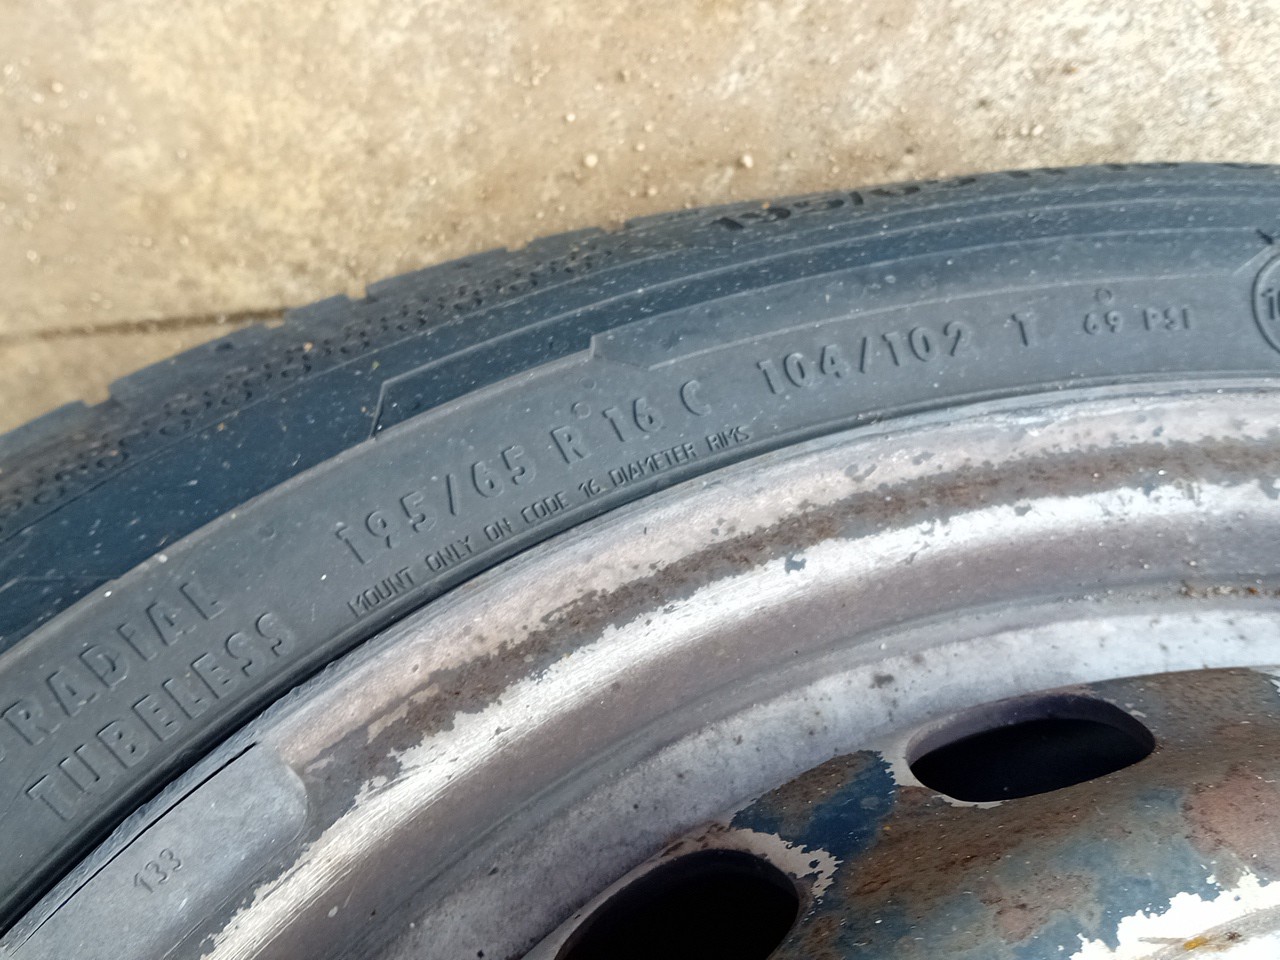 RADIAL
TUBELESS
195/65 R 16 C 104/102 T 69 PSI
MOUNT ONLY ON CODE 16 DIAMETER RIMS
133